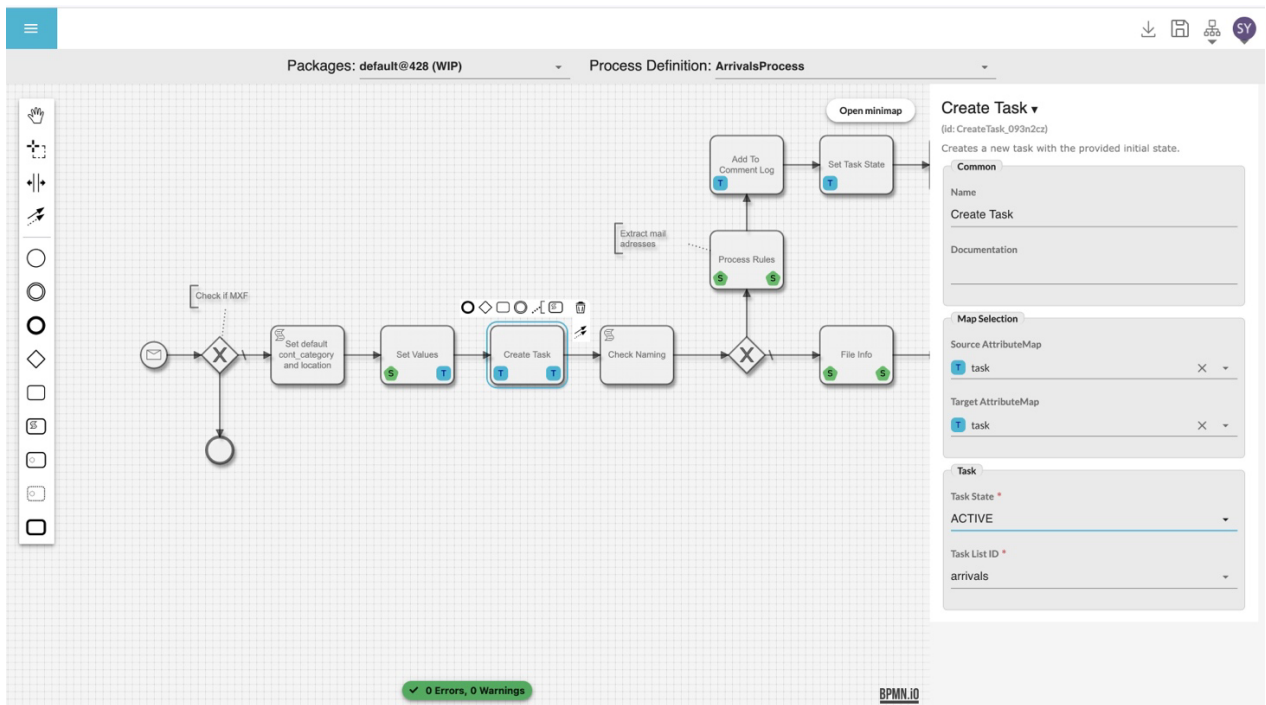 SY
Packages: default@428 (WIP)
Process Definition: ArrivalsProcess
Open minimap
Add To
Comment Log
T
Set Task State
T
Extract mail
adresses
Process Rules
S
S
Check if MXF
X
Set default
cont_category
and location
Set Values
S
T
Create Task
T
T
Check Naming
X
File Info
S
S
0 Errors, 0 Warnings
BPMN.iO
Create Task
(id: CreateTask_093n2cz)
Creates a new task with the provided initial state.
Common
Name
Create Task
Documentation
Map Selection
Source AttributeMap
T task
Target AttributeMap
T task
Task
Task State *
ACTIVE
Task List ID *
arrivals